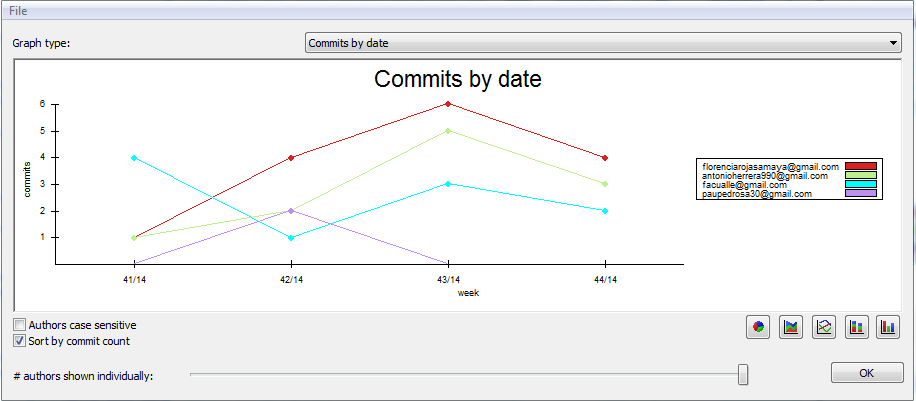 File
Graph type:
Commits by date
Commits by date
6
5
4
3
2
1
commits
41/14
42/14
43/14
44/14
week
florenciarojasamaya@gmail.com
antonioherrera990@gmail.com
facualle@gmail.com
paupedrosa30@gmail.com
Authors case sensitive
Sort by commit count
# authors shown individually:
OK